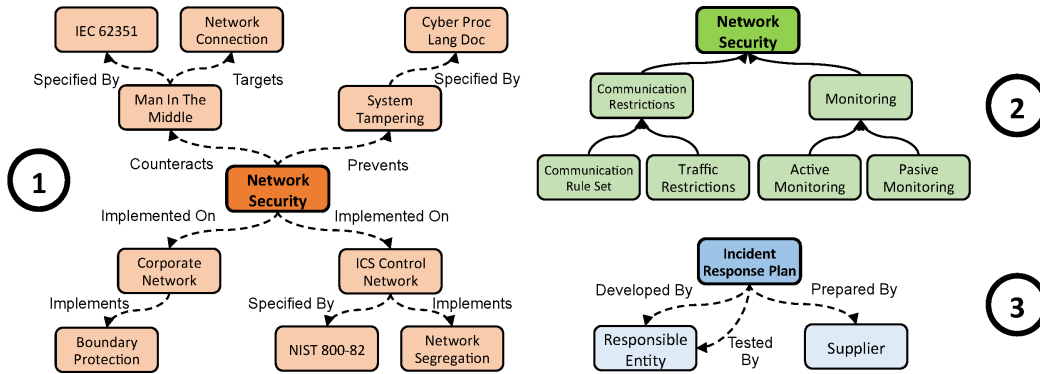 IEC 62351
Network
Connection
Cyber Proc
Lang Doc
Specified By
Targets
Specified By
Man In The
Middle
System
Tampering
Counteracts
Prevents
1
Network
Security
Implemented On
Implemented On
Corporate
Network
ICS Control
Network
Implements
Specified By
Implements
Boundary
Protection
NIST 800-82
Network
Segregation
Network
Security
Communication
Restrictions
Monitoring
2
Communication
Rule Set
Traffic
Restrictions
Active
Monitoring
Pasive
Monitoring
Incident
Response Plan
Developed By
Prepared By
3
Responsible
Entity
Tested
By
Supplier